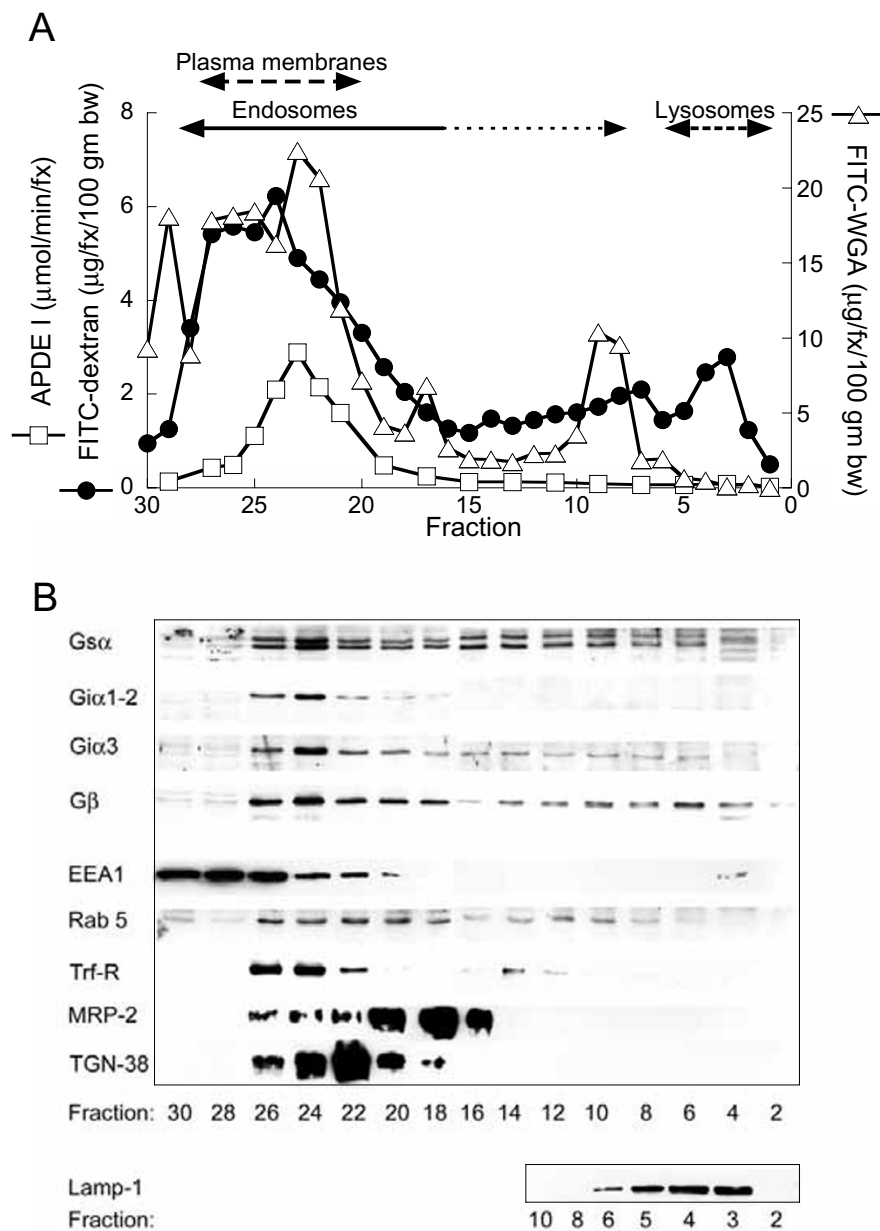 A
Plasma membranes
Endosomes
Lysosomes
8
6
4
2
0
25
20
15
10
5
0
APDE I (μmol/min/fx)
FITC-dextran (μg/fx/100 gm bw)
FITC-WGA (μg/fx/100 gm bw)
30 25 20 15 10 5 0
Fraction
B
Gsα
Giα1-2
Giα3
Gβ
EEA1
Rab 5
Trf-R
MRP-2
TGN-38
Fraction: 30 28 26 24 22 20 18 16 14 12 10 8 6 4 2
Lamp-1
Fraction: 10 8 6 5 4 3 2